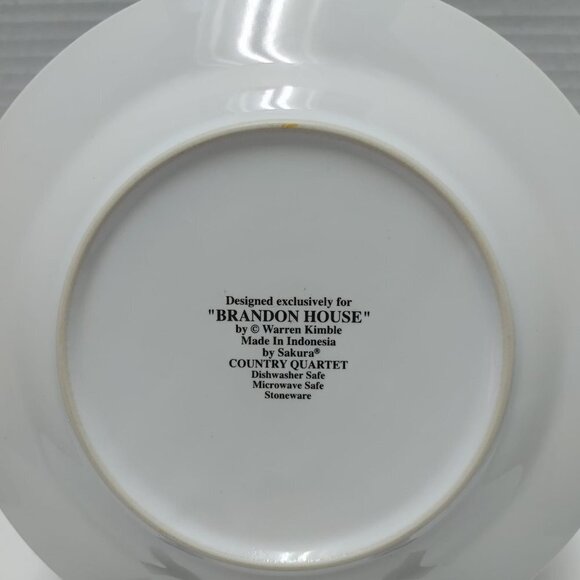 Designed exclusively for
"BRANDON HOUSE"
by © Warren Kimble
Made In Indonesia
by Sakura®
COUNTRY QUARTET
Dishwasher Safe
Microwave Safe
Stoneware